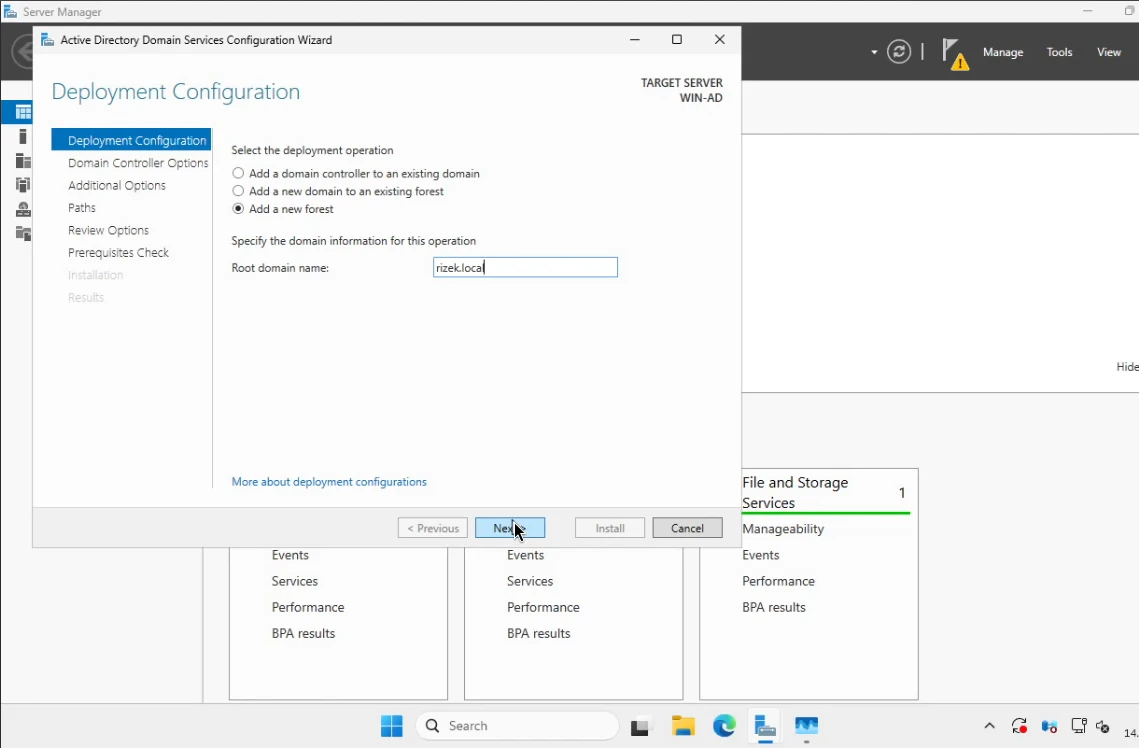 Server Manager
Active Directory Domain Services Configuration Wizard
Manage
Tools
View
Deployment Configuration
TARGET SERVER
WIN-AD
Deployment Configuration
Domain Controller Options
Additional Options
Paths
Review Options
Prerequisites Check
Installation
Results
Select the deployment operation
Add a domain controller to an existing domain
Add a new domain to an existing forest
Add a new forest
Specify the domain information for this operation
Root domain name:
rizek.local
Hide
More about deployment configurations
< Previous
Next >
Install
Cancel
File and Storage
Services
1
Manageability
Events
Performance
BPA results
Events
Services
Performance
BPA results
Events
Services
Performance
BPA results
Search
14.